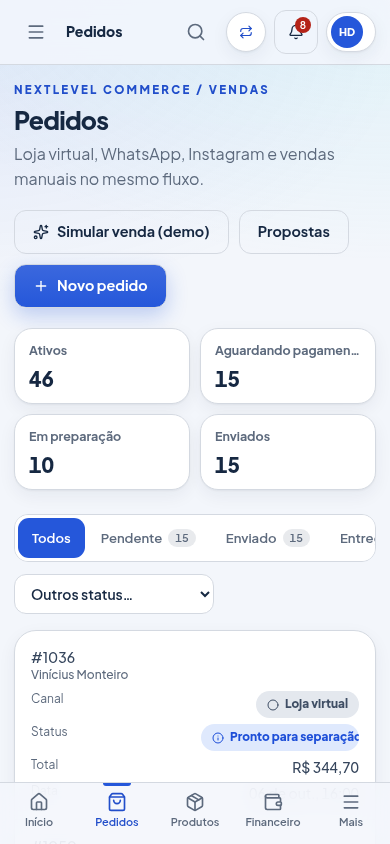 Pedidos
8
HD
NEXTLEVEL COMMERCE / VENDAS
Pedidos
Loja virtual, WhatsApp, Instagram e vendas
manuais no mesmo fluxo.
Simular venda (demo)
Propostas
Novo pedido
Ativos
46
Aguardando pagamen…
15
Em preparação
10
Enviados
15
Todos
Pendente 15
Enviado 15
Entre
Outros status…
#1036
Vinícius Monteiro
Canal
Loja virtual
Status
Pronto para separação
Total
R$ 344,70
Início
Pedidos
Produtos
Financeiro
Mais